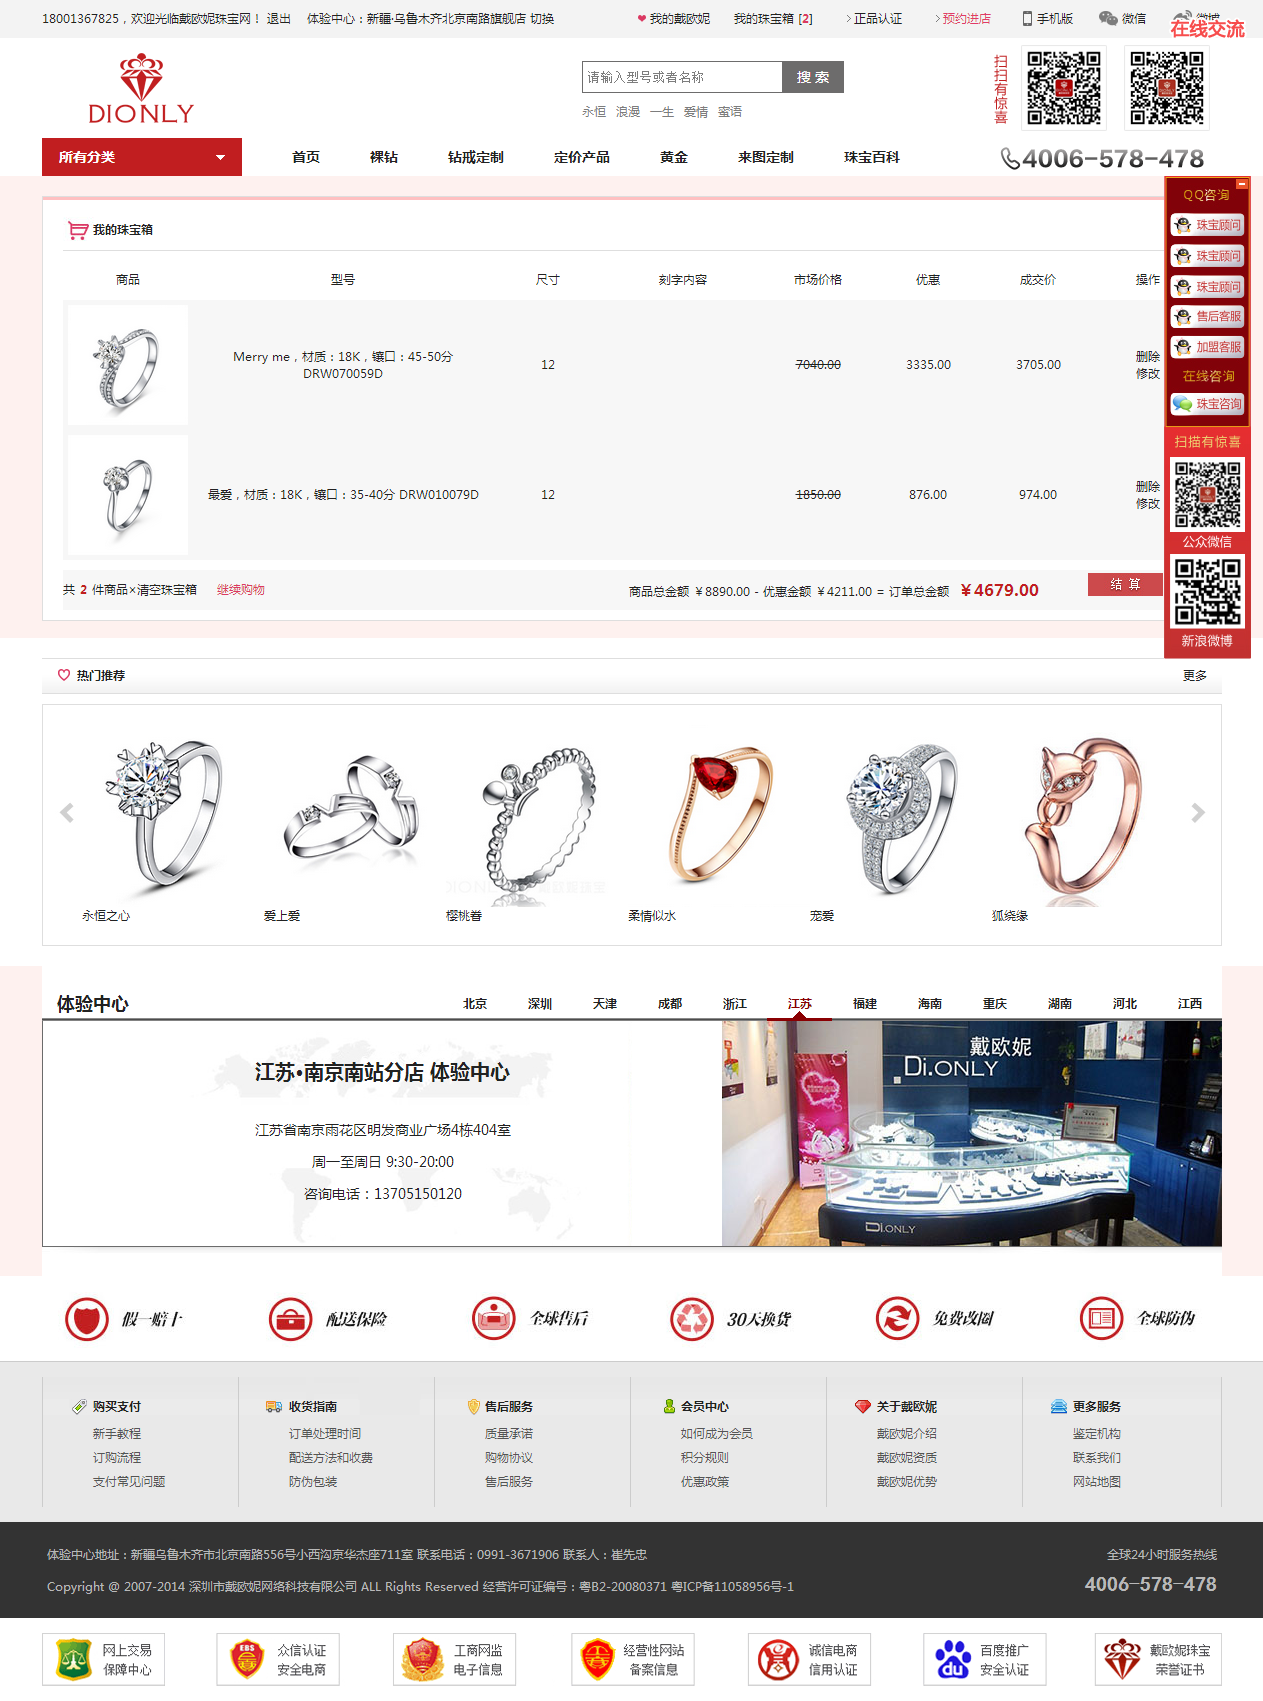 18001367825，欢迎光临戴欧妮珠宝网！ 退出 体验中心：新疆·乌鲁木齐北京南路旗舰店 切换 我的戴欧妮 我的珠宝箱 [2] 正品认证 预约进店 手机版 微信
在线交流
DIONLY
请输入型号或者名称 搜 索
永恒 浪漫 一生 爱情 蜜语
扫扫有惊喜
所有分类 首页 裸钻 钻戒定制 定价产品 黄金 来图定制 珠宝百科 4006-578-478
QQ咨询
珠宝顾问
珠宝顾问
珠宝顾问
售后客服
加盟客服
在线咨询
珠宝咨询
扫描有惊喜
公众微信
新浪微博
我的珠宝箱
商品 型号 尺寸 刻字内容 市场价格 优惠 成交价 操作
Merry me，材质：18K，镶口：45-50分
DRW070059D 12 7040.00 3335.00 3705.00 删除
修改
最爱，材质：18K，镶口：35-40分 DRW010079D 12 1850.00 876.00 974.00 删除
修改
共 2 件商品×清空珠宝箱 继续购物 商品总金额 ￥8890.00 - 优惠金额 ￥4211.00 = 订单总金额 ￥4679.00 结 算
热门推荐 更多
永恒之心 爱上爱 樱桃眷 柔情似水 宠爱 狐绕缘
体验中心 北京 深圳 天津 成都 浙江 江苏 福建 海南 重庆 湖南 河北 江西
江苏·南京南站分店 体验中心
江苏省南京雨花区明发商业广场4栋404室
周一至周日 9:30-20:00
咨询电话：13705150120
戴欧妮
Di.ONLY
Di.ONLY
假一赔十 配送保险 全球售后 30天换货 免费改圈 全球防伪
购买支付 收货指南 售后服务 会员中心 关于戴欧妮 更多服务
新手教程 订单处理时间 质量承诺 如何成为会员 戴欧妮介绍 鉴定机构
订购流程 配送方法和收费 购物协议 积分规则 戴欧妮资质 联系我们
支付常见问题 防伪包装 售后服务 优惠政策 戴欧妮优势 网站地图
体验中心地址：新疆乌鲁木齐市北京南路556号小西沟京华杰座711室 联系电话：0991-3671906 联系人：崔先忠 全球24小时服务热线
Copyright @ 2007-2014 深圳市戴欧妮网络科技有限公司 ALL Rights Reserved 经营许可证编号：粤B2-20080371 粤ICP备11058956号-1 4006-578-478
网上交易 众信认证 工商网监 经营性网站 诚信电商 百度推广 戴欧妮珠宝
保障中心 安全电商 电子信息 备案信息 信用认证 安全认证 荣誉证书